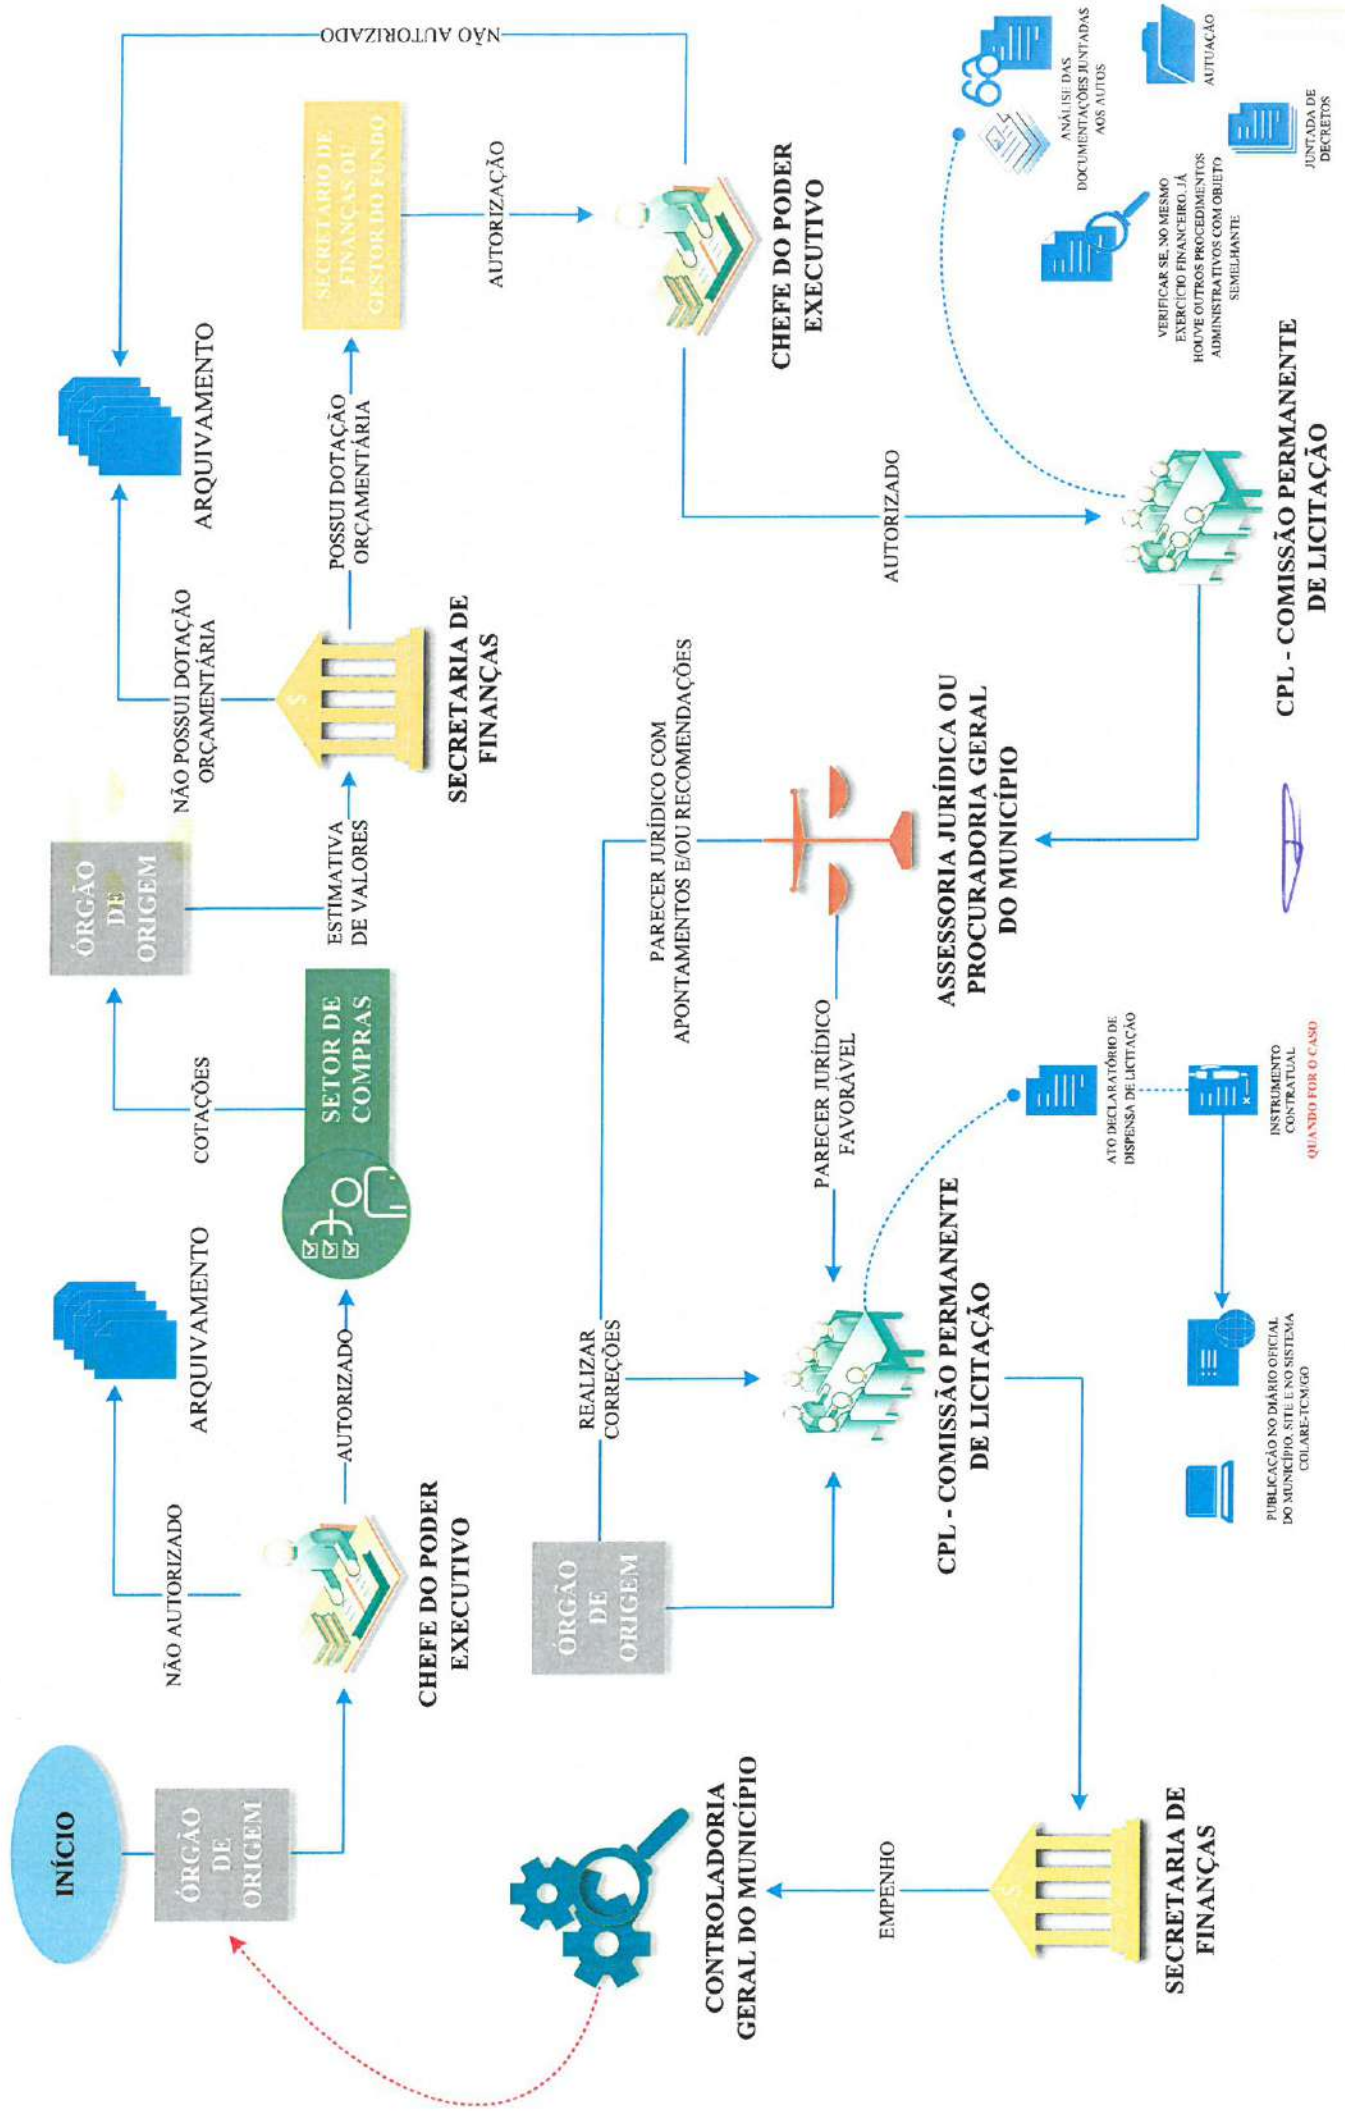 INÍCIO
ÓRGÃO
DE
ORIGEM
NÃO AUTORIZADO
ARQUIVAMENTO
CHEFE DO PODER
EXECUTIVO
AUTORIZADO
SETOR DE
COMPRAS
COTAÇÕES
ÓRGÃO
DE
ORIGEM
ESTIMATIVA
DE VALORES
SECRETARIA DE
FINANÇAS
NÃO POSSUI DOTAÇÃO
ORÇAMENTÁRIA
ARQUIVAMENTO
POSSUI DOTAÇÃO
ORÇAMENTÁRIA
SECRETARIO DE
FINANÇAS OU
GESTOR DO FUNDO
AUTORIZAÇÃO
NÃO AUTORIZADO
CHEFE DO PODER
EXECUTIVO
AUTORIZADO
CPL - COMISSÃO PERMANENTE
DE LICITAÇÃO
ANÁLISE DAS
DOCUMENTAÇÕES JUNTADAS
AOS AUTOS
AUTUAÇÃO
VERIFICAR SE, NO MESMO
EXERCÍCIO FINANCEIRO, JÁ
HOUVE OUTROS PROCEDIMENTOS
ADMINISTRATIVOS COM OBJETO
SEMELHANTE
JUNTADA DE
DECRETOS
ASSESSORIA JURÍDICA OU
PROCURADORIA GERAL
DO MUNICÍPIO
PARECER JURÍDICO COM
APONTAMENTOS E/OU RECOMENDAÇÕES
PARECER JURÍDICO
FAVORÁVEL
REALIZAR
CORREÇÕES
ÓRGÃO
DE
ORIGEM
CPL - COMISSÃO PERMANENTE
DE LICITAÇÃO
ATO DECLARATÓRIO DE
DISPENSA DE LICITAÇÃO
INSTRUMENTO
CONTRATUAL
QUANDO FOR O CASO
PUBLICAÇÃO NO DIÁRIO OFICIAL
DO MUNICÍPIO, SITE E NO SISTEMA
COLARE-TCM/GO
SECRETARIA DE
FINANÇAS
EMPENHO
CONTROLADORIA
GERAL DO MUNICÍPIO